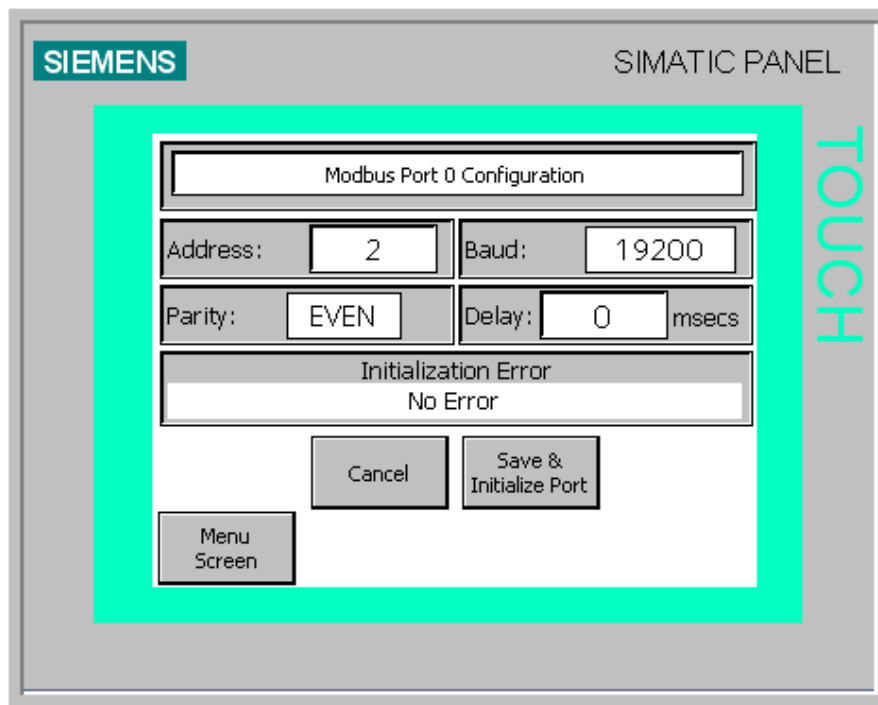 SIEMENS
SIMATIC PANEL
TOUCH
Modbus Port 0 Configuration
Address: 2
Baud: 19200
Parity: EVEN
Delay: 0 msecs
Initialization Error
No Error
Cancel
Save &
Initialize Port
Menu
Screen